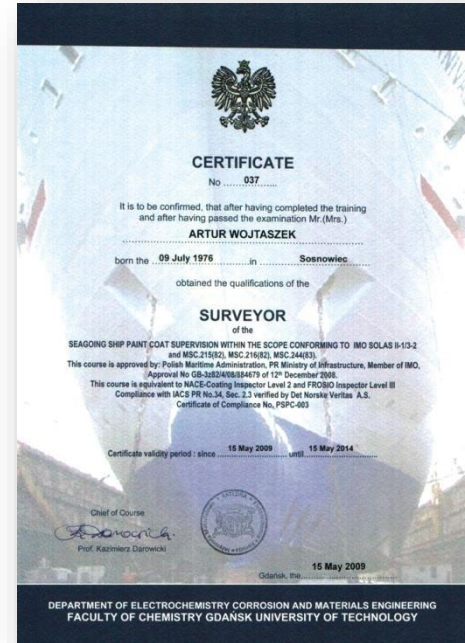 CERTIFICATE
No ......037......
It is to be confirmed, that after having completed the training
and after having passed the examination Mr.(Mrs.)
ARTUR WOJTASZEK
born the 09 July 1976 in Sosnowiec
obtained the qualifications of the
SURVEYOR
of the
SEAGOING SHIP PAINT COAT SUPERVISION WITHIN THE SCOPE CONFORMING TO IMO SOLAS II-1/3-2
and MSC.215(82), MSC.216(82), MSC.244(83).
This course is approved by: Polish Maritime Administration, PR Ministry of Infrastructure, Member of IMO,
Approval No of 12th December 2008.
This course is equivalent to NACE-Coating Inspector Level 2 and FROSIO Inspector Level III
Compliance with IACS PR No.34, Sec. 2.3 verified by Det Norske Veritas A.S.
Certificate of Compliance No, PSPC-003
Certificate validity period : since 15 May 2009 until 15 May 2014
Chief of Course
Prof. Kazimierz Darowicki
15 May 2009
Gdańsk, the
DEPARTMENT OF ELECTROCHEMISTRY CORROSION AND MATERIALS ENGINEERING
FACULTY OF CHEMISTRY GDAŃSK UNIVERSITY OF TECHNOLOGY